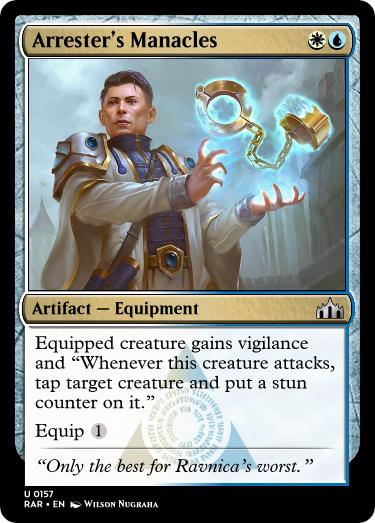 Arrester's Manacles
Artifact — Equipment
Equipped creature gains vigilance
and “Whenever this creature attacks,
tap target creature and put a stun
counter on it.”
Equip 1
“Only the best for Ravnica's worst.”
U 0157
RAR • EN Wilson Nugraha